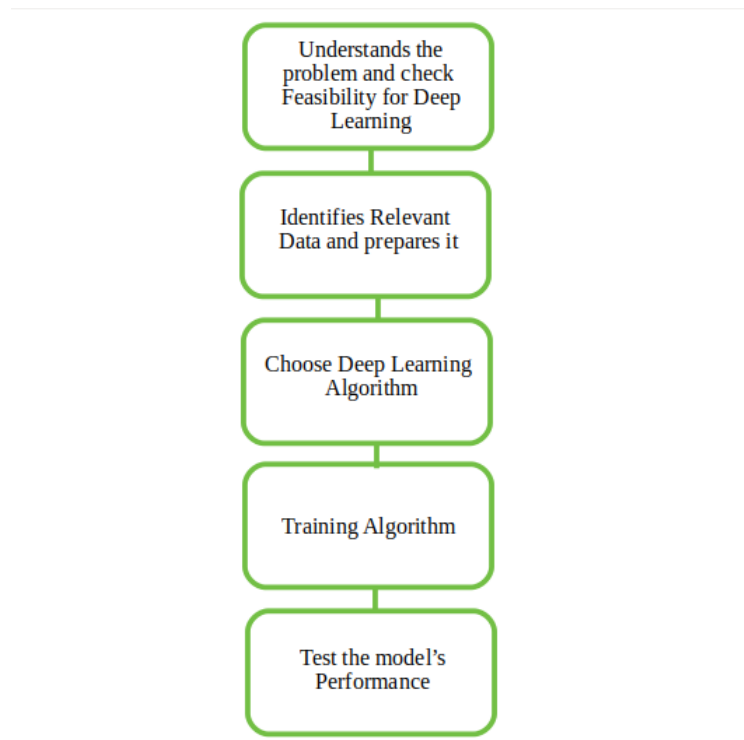 Understands the
problem and check
Feasibility for Deep
Learning
Identifies Relevant
Data and prepares it
Choose Deep Learning
Algorithm
Training Algorithm
Test the model’s
Performance